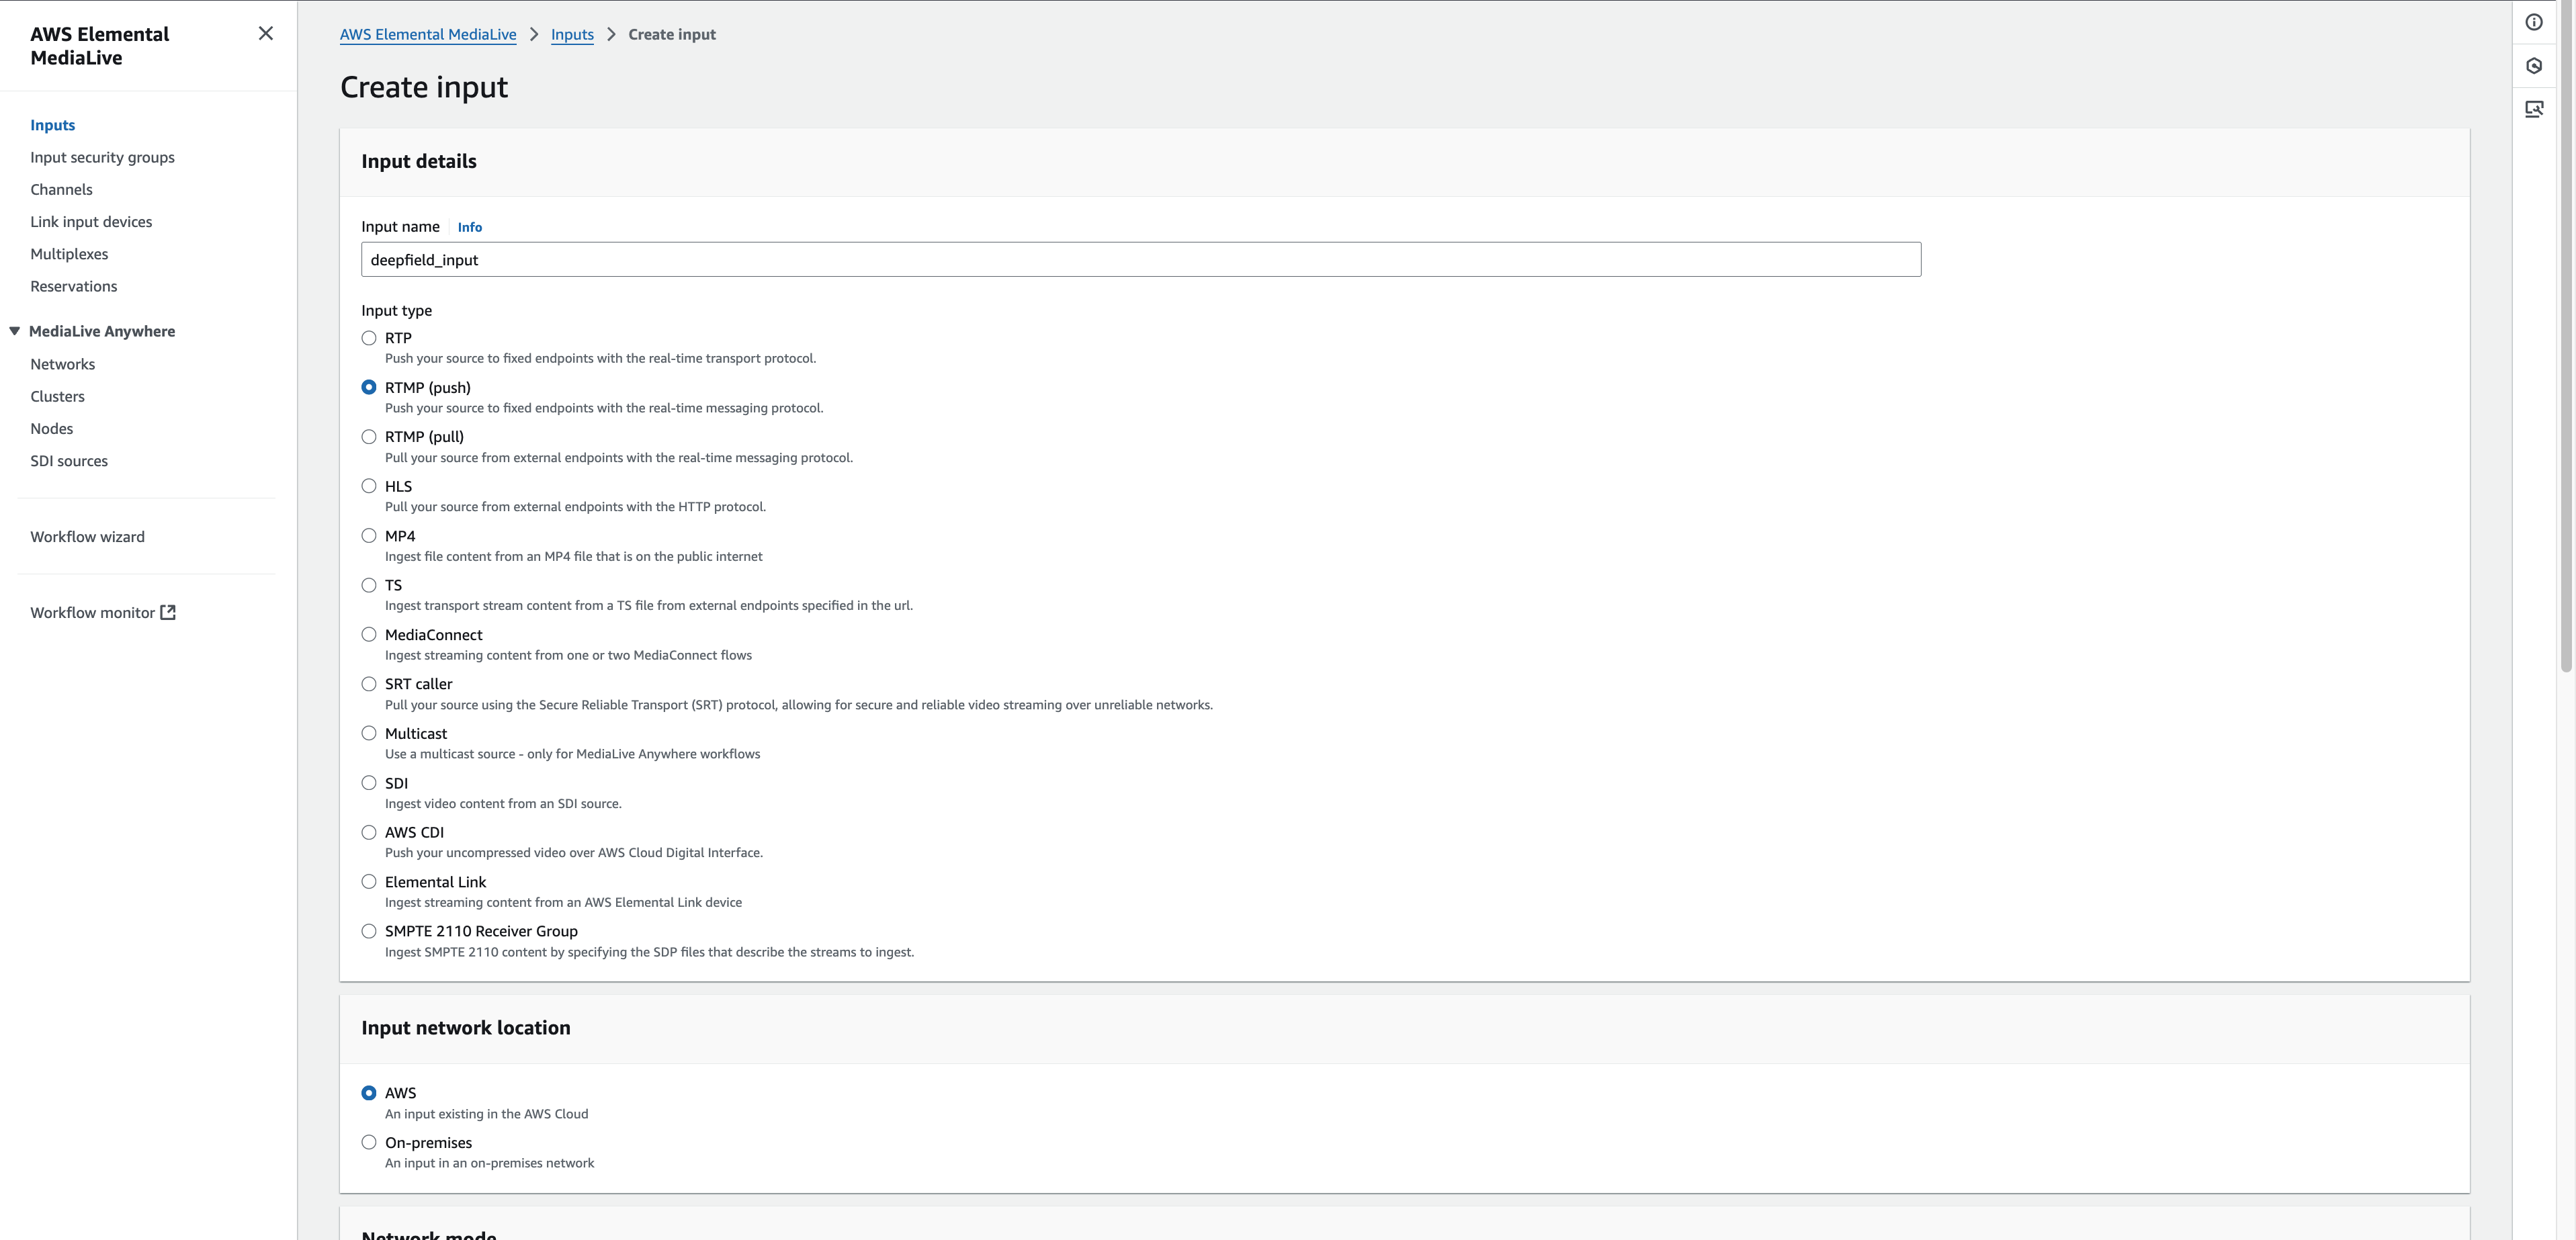 AWS Elemental
MediaLive
Inputs
Input security groups
Channels
Link input devices
Multiplexes
Reservations
MediaLive Anywhere
Networks
Clusters
Nodes
SDI sources
Workflow wizard
Workflow monitor
AWS Elemental MediaLive > Inputs > Create input
Create input
Input details
Input name Info
deepfield_input
Input type
RTP
Push your source to fixed endpoints with the real-time transport protocol.
RTMP (push)
Push your source to fixed endpoints with the real-time messaging protocol.
RTMP (pull)
Pull your source from external endpoints with the real-time messaging protocol.
HLS
Pull your source from external endpoints with the HTTP protocol.
MP4
Ingest file content from an MP4 file that is on the public internet
TS
Ingest transport stream content from a TS file from external endpoints specified in the url.
MediaConnect
Ingest streaming content from one or two MediaConnect flows
SRT caller
Pull your source using the Secure Reliable Transport (SRT) protocol, allowing for secure and reliable video streaming over unreliable networks.
Multicast
Use a multicast source - only for MediaLive Anywhere workflows
SDI
Ingest video content from an SDI source.
AWS CDI
Push your uncompressed video over AWS Cloud Digital Interface.
Elemental Link
Ingest streaming content from an AWS Elemental Link device
SMPTE 2110 Receiver Group
Ingest SMPTE 2110 content by specifying the SDP files that describe the streams to ingest.
Input network location
AWS
An input existing in the AWS Cloud
On-premises
An input in an on-premises network
Network mode